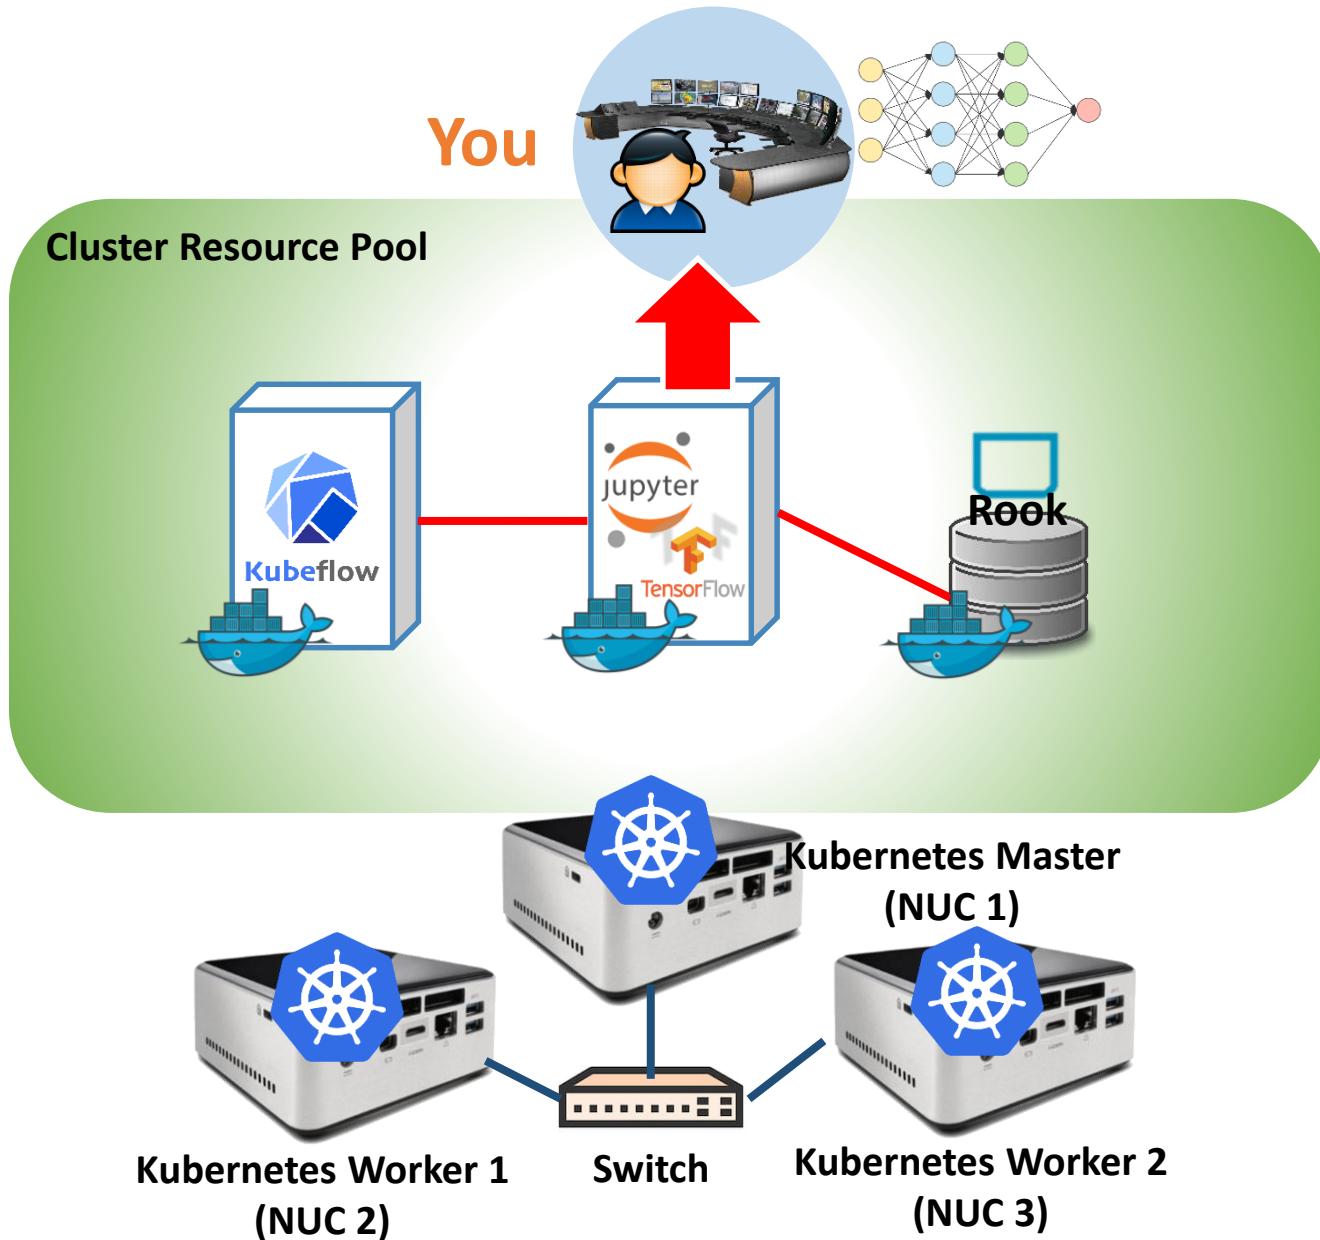 You
Cluster Resource Pool
Kubeflow
jupyter
TensorFlow
Rook
Kubernetes Master
(NUC 1)
Kubernetes Worker 1
(NUC 2)
Switch
Kubernetes Worker 2
(NUC 3)